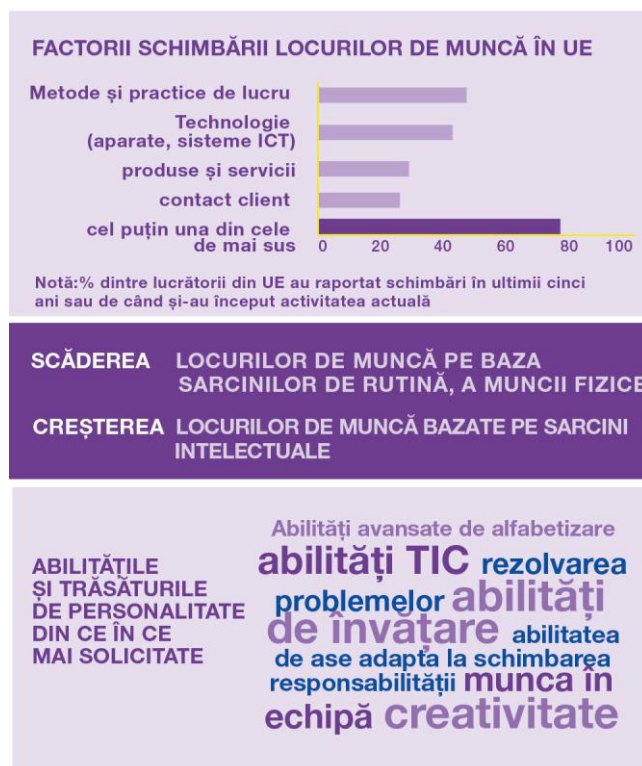 FACTORII SCHIMBĂRII LOCURILOR DE MUNCĂ ÎN UE
Metode și practice de lucru
Technologie
(aparate, sisteme ICT)
produse și servicii
contact client
cel puțin una din cele
de mai sus
0 20 40 60 80 100
Notă:% dintre lucrătorii din UE au raportat schimbări în ultimii cinci
ani sau de când și-au început activitatea actuală
SCĂDEREA LOCURILOR DE MUNCĂ PE BAZA
SARCINILOR DE RUTINĂ, A MUNCII FIZICE
CREȘTEREA LOCURILOR DE MUNCĂ BAZATE PE SARCINI
INTELECTUALE
ABILITĂȚILE
ȘI TRĂSĂTURILE
DE PERSONALITATE
DIN CE ÎN CE
MAI SOLICITATE
Abilități avansate de alfabetizare
abilități TIC rezolvarea
problemelor abilități
de învățare abilitatea
de ase adapta la schimbarea
responsabilității munca în
echipă creativitate